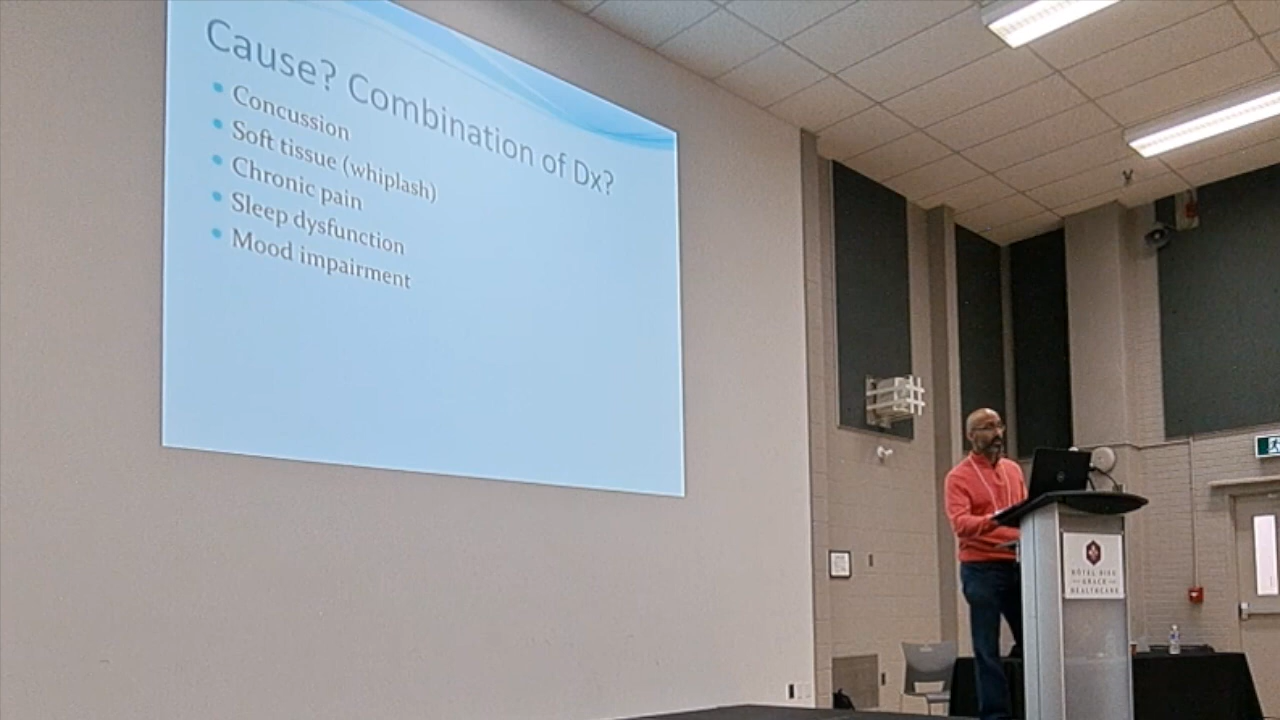 Cause? Combination of Dx?
Concussion
Soft tissue (whiplash)
Chronic pain
Sleep dysfunction
Mood impairment
HÔTEL-DIEU
GRACE
HEALTHCARE